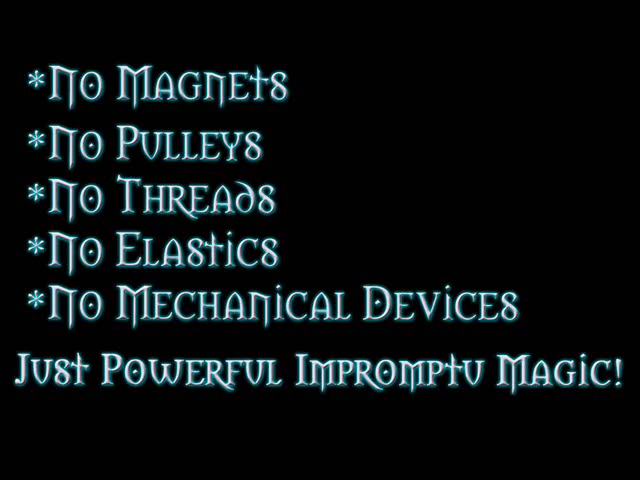 *No Magnets
*No Pulleys
*No Threads
*No Elastics
*No Mechanical Devices
Just Powerful Impromptu Magic!